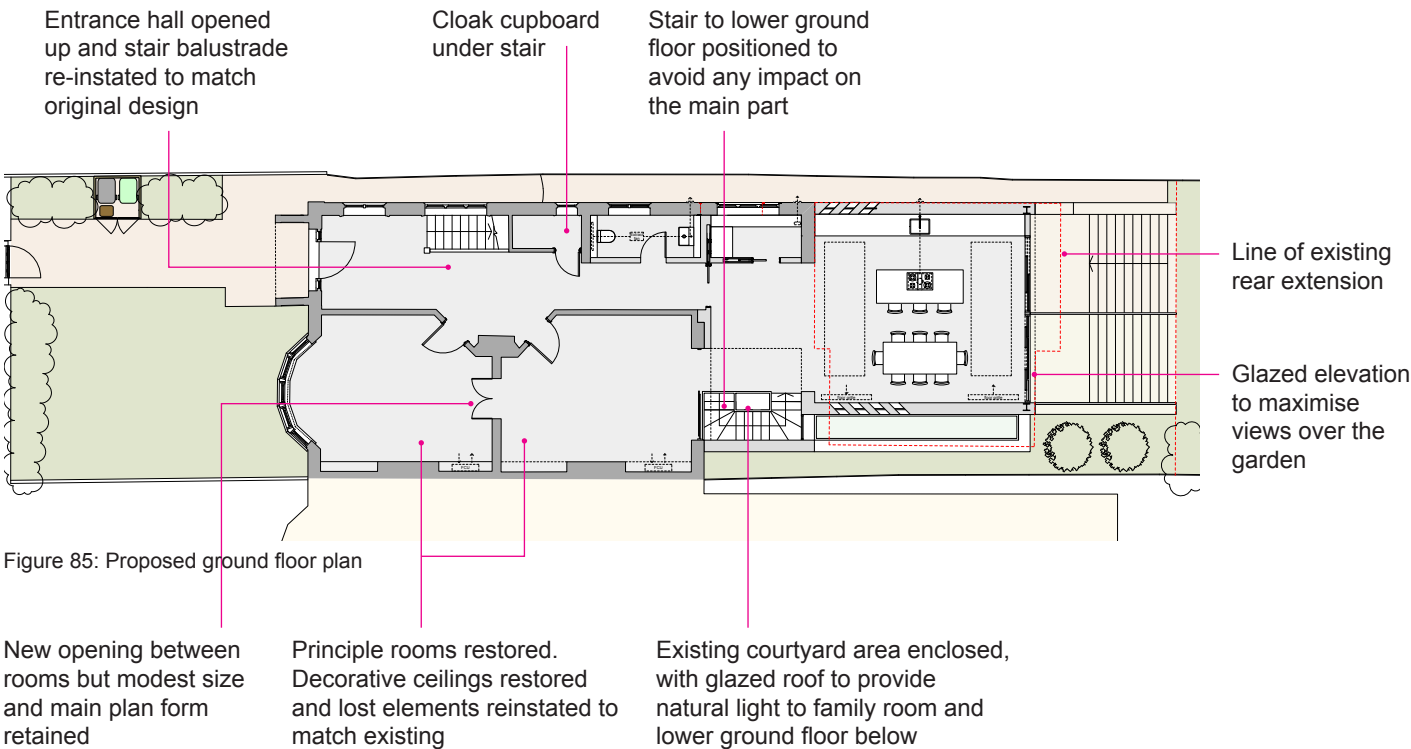 Entrance hall opened
up and stair balustrade
re-instated to match
original design
Cloak cupboard
under stair
Stair to lower ground
floor positioned to
avoid any impact on
the main part
Line of existing
rear extension
Glazed elevation
to maximise
views over the
garden
Figure 85: Proposed ground floor plan
New opening between
rooms but modest size
and main plan form
retained
Principle rooms restored.
Decorative ceilings restored
and lost elements reinstated to
match existing
Existing courtyard area enclosed,
with glazed roof to provide
natural light to family room and
lower ground floor below